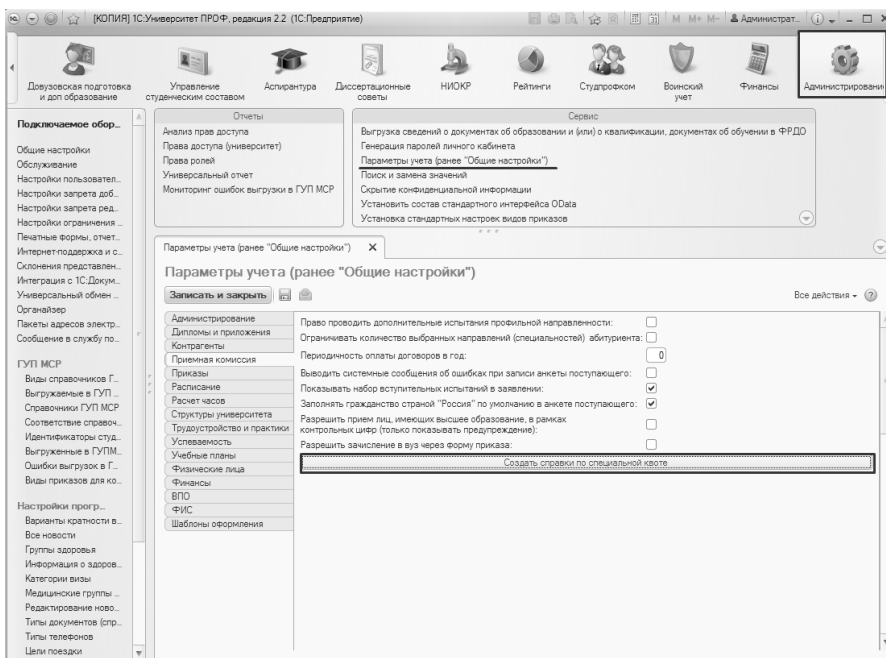 [КОПИЯ] 1С:Университет ПРОФ, редакция 2.2 (1С:Предприятие)
M M+ M- Администрат...
Довузовская подготовка и доп образование
Управление студенческим составом
Аспирантура
Диссертационные советы
НИОКР
Рейтинги
Студпрофком
Воинский учет
Финансы
Администрировани
Подключаемое обор...
Общие настройки
Обслуживание
Настройки пользовател...
Настройки запрета доб...
Настройки запрета ред...
Настройки ограничения ...
Печатные формы, отчет...
Интернет-поддержка и с...
Склонения представлен...
Интеграция с 1С:Докум...
Универсальный обмен ...
Органайзер
Пакеты адресов электр...
Сообщение в службу по...
ГУП МСР
Виды справочников Г...
Выгружаемые в ГУП ...
Справочники ГУП МСР
Соответствие справоч...
Идентификаторы студ...
Выгруженные в ГУПМ...
Ошибки выгрузок в Г...
Виды приказов для ко...
Настройки прогр...
Варианты кратности в...
Все новости
Группы здоровья
Информация о здоров...
Категории визы
Медицинские группы ...
Редактирование ново...
Типы документов (спр...
Типы телефонов
Цели поездки
Отчеты
Анализ прав доступа
Права доступа (университет)
Права ролей
Универсальный отчет
Мониторинг ошибок выгрузки в ГУП МСР
Сервис
Выгрузка сведений о документах об образовании и (или) о квалификации, документах об обучении в ФРДО
Генерация паролей личного кабинета
Параметры учета (ранее "Общие настройки")
Поиск и замена значений
Скрытие конфиденциальной информации
Установить состав стандартного интерфейса OData
Установка стандартных настроек видов приказов
Параметры учета (ранее "Общие настройки")
Параметры учета (ранее "Общие настройки")
Записать и закрыть
Все действия
Администрирование
Дипломы и приложения
Контрагенты
Приемная комиссия
Приказы
Расписание
Расчет часов
Структуры университета
Трудоустройство и практики
Успеваемость
Учебные планы
Физические лица
Финансы
ВПО
ФИС
Шаблоны оформления
Право проводить дополнительные испытания профильной направленности:
Ограничивать количество выбранных направлений (специальностей) абитуриента:
Периодичность оплаты договоров в год: 0
Выводить системные сообщения об ошибках при записи анкеты поступающего:
Показывать набор вступительных испытаний в заявлении:
Заполнять гражданство страной "Россия" по умолчанию в анкете поступающего:
Разрешить прием лиц, имеющих высшее образование, в рамках
контрольных цифр (только показывать предупреждение):
Разрешить зачисление в вуз через форму приказа:
Создать справки по специальной квоте